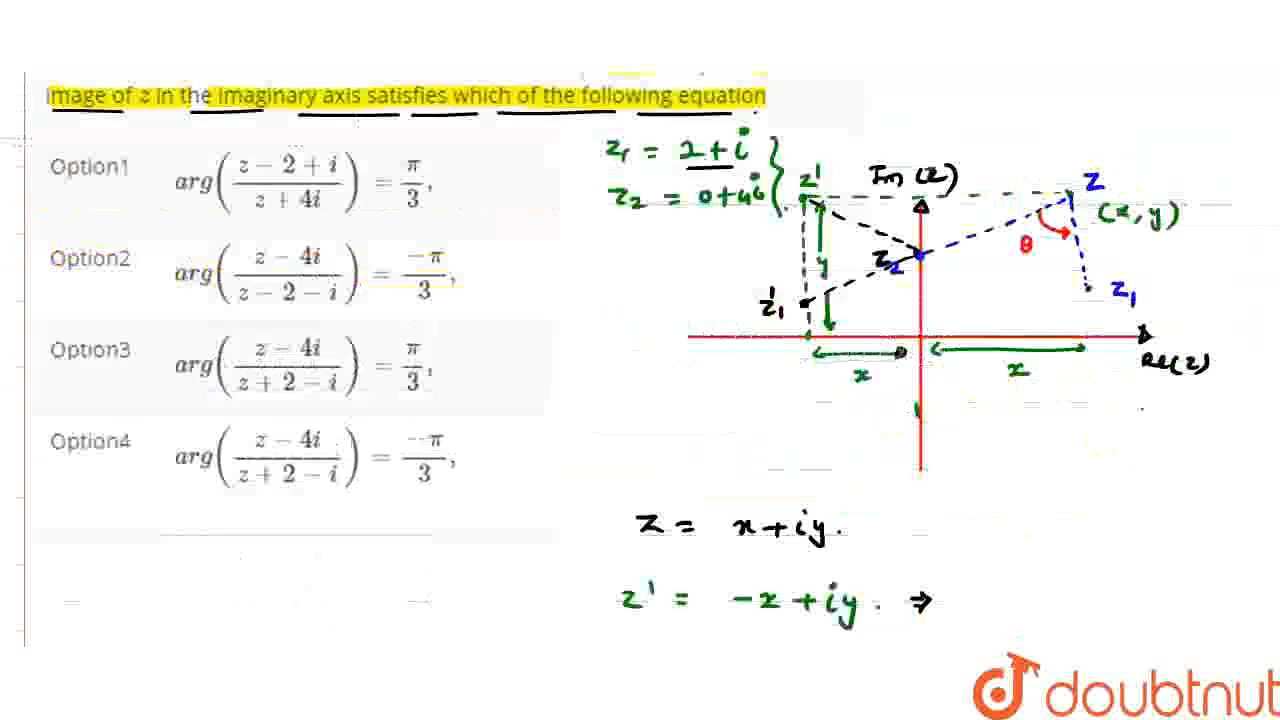 Image of z in the imaginary axis satisfies which of the following equation
Option1 arg((z − 2 + i)/(z + 4i)) = π/3,
Option2 arg((z − 4i)/(z − 2 − i)) = −π/3,
Option3 arg((z − 4i)/(z + 2 − i)) = π/3,
Option4 arg((z − 4i)/(z + 2 − i)) = −π/3,
z₁ = 2 + i
z₂ = 0+4i
z'
Im(z)
z
(x, y)
θ
y
z₂
z₁'
z₁
x
x
Re(z)
z = x + iy.
z' = −x + iy. ⇒
doubtnut